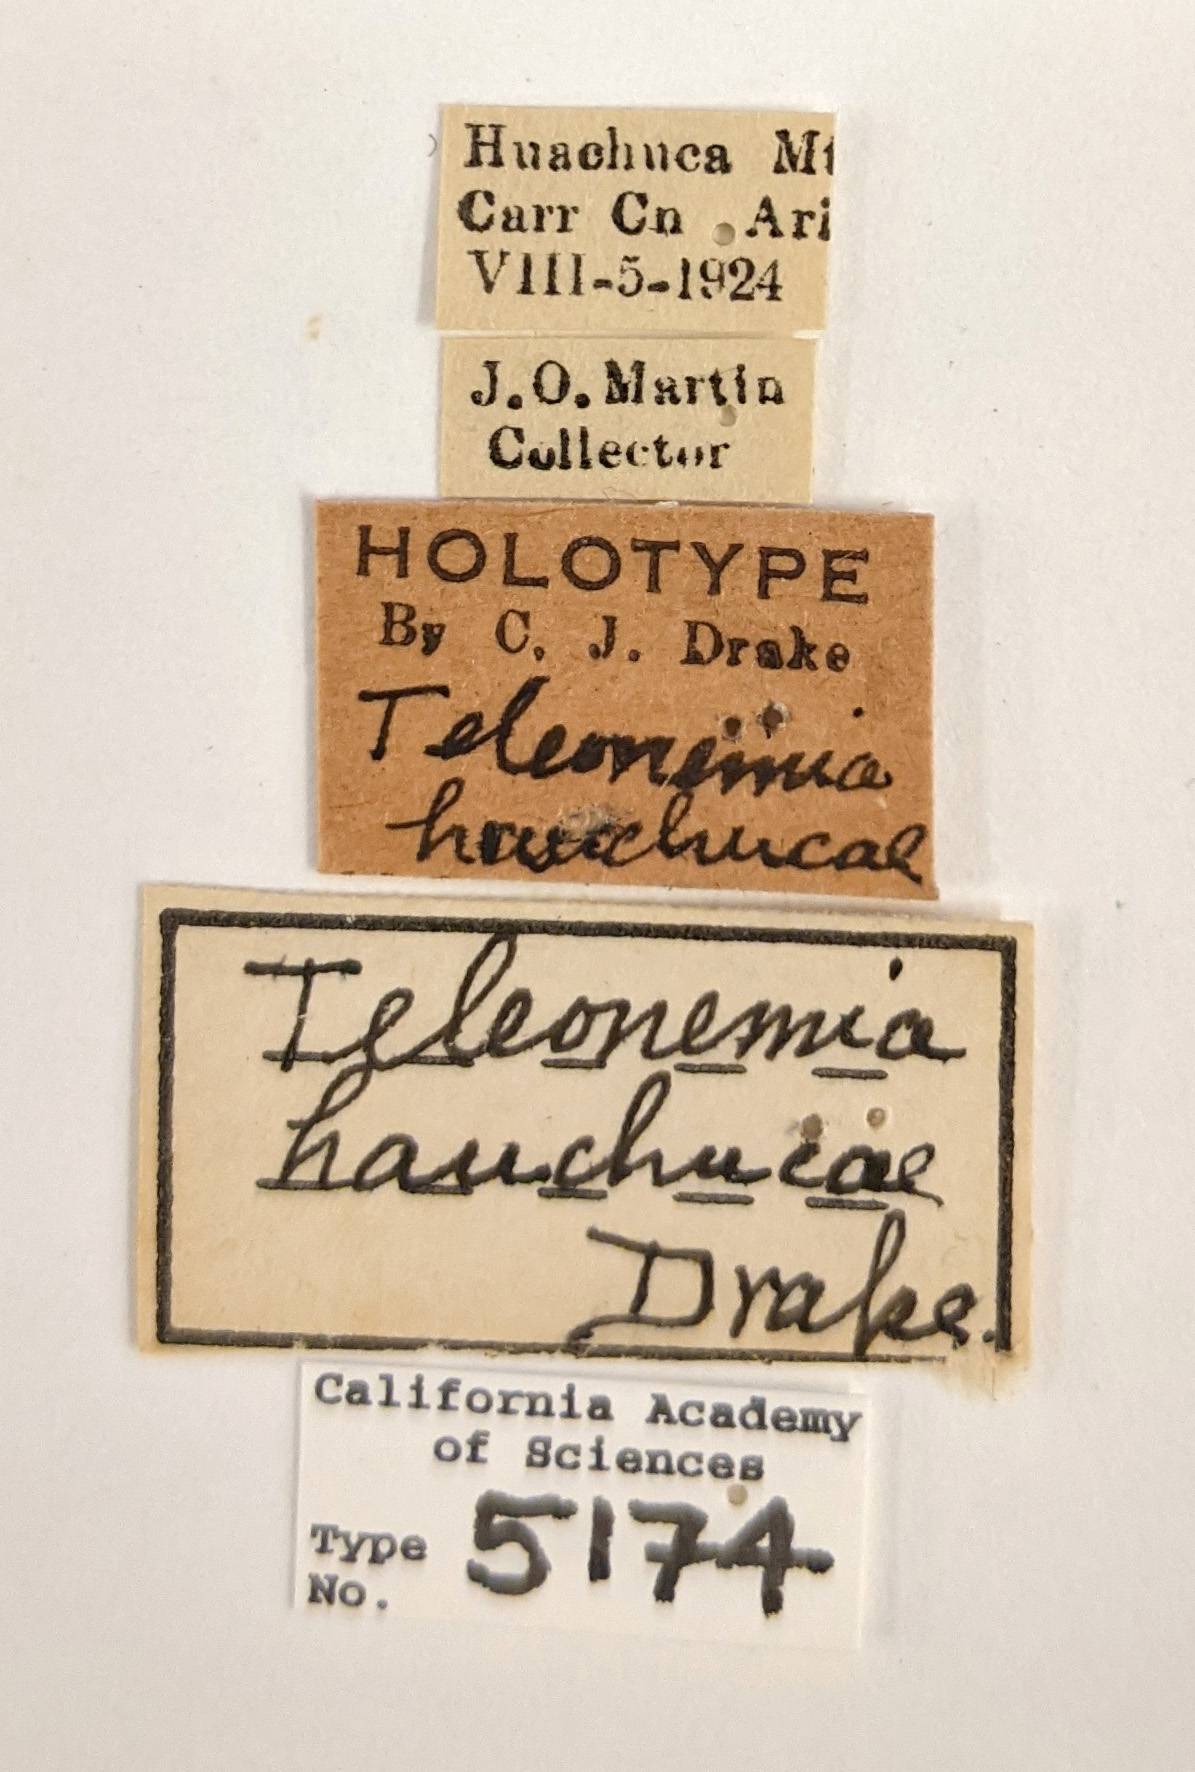 Huachuca Mt
Carr Cn . Ari
VIII-5-1924
J.O. Martin
Collector
HOLOTYPE
By C. J. Drake
Teleonemia
Teleonemia
hauchucae
Drake.
California Academy
of Sciences
Type
No. 5174